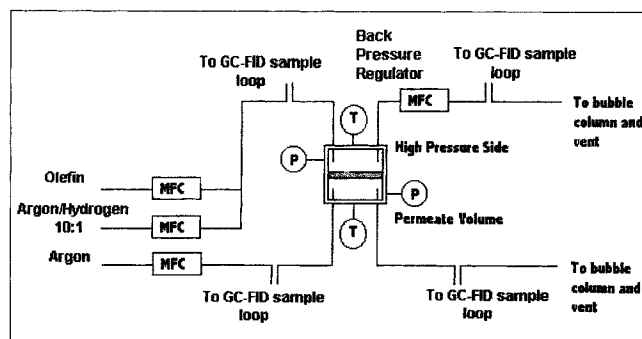 Back
Pressure
Regulator
To GC-FID sample
loop
To GC-FID sample
loop
MFC
To bubble
column and
vent
T
High Pressure Side
P
Olefin
MFC
P
Argon/Hydrogen
10:1
MFC
Permeate Volume
T
Argon
MFC
To bubble
column and
vent
To GC-FID sample
loop
To GC-FID sample
loop